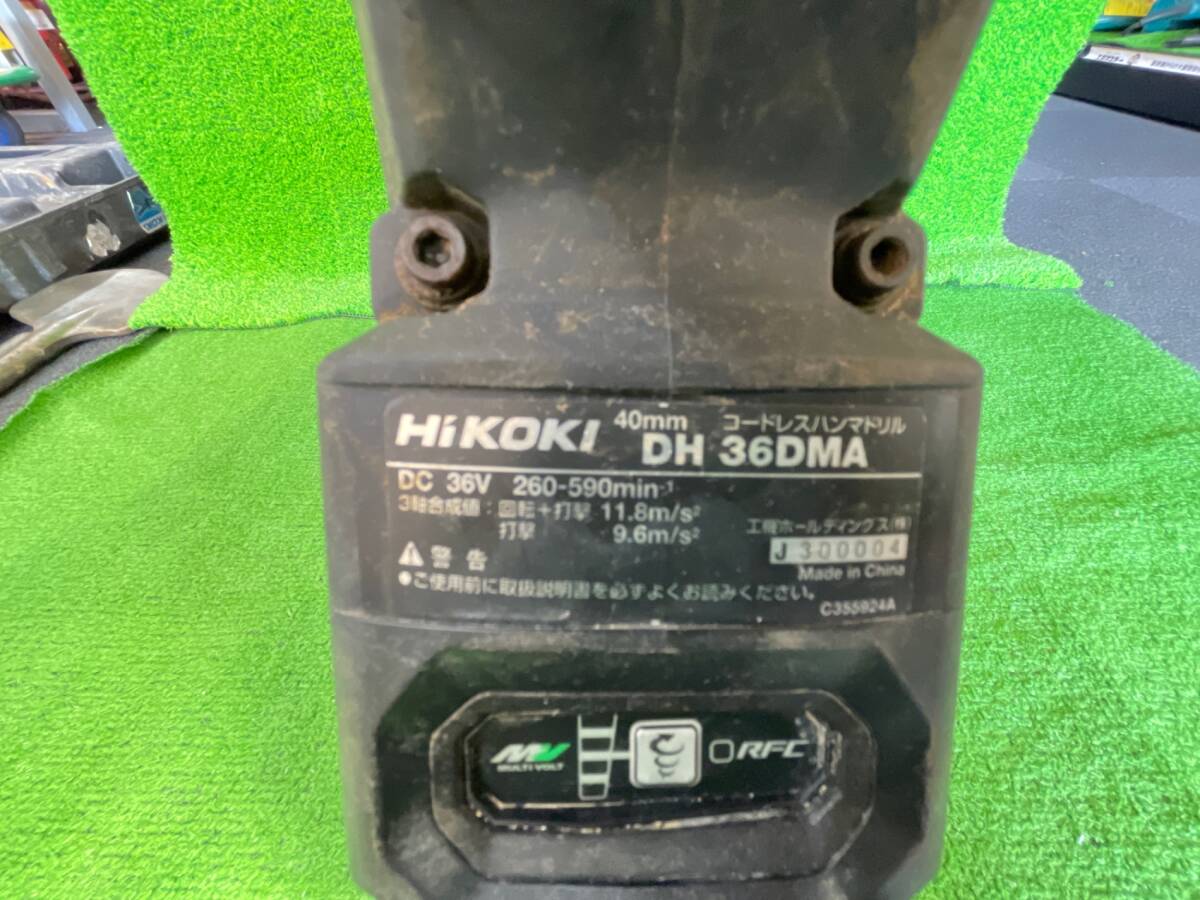 HiKOKI 40mm コードレスハンマドリル
DH 36DMA
DC 36V 260-590min-1
3軸合成値:回転+打撃 11.8m/s²
打撃 9.6m/s²
工機ホールディングス(株)
J 300004
Made in China
⚠ 警告
●ご使用前に取扱説明書を必ずよくお読みください。
C355924A
MV
MULTI VOLT
RFC